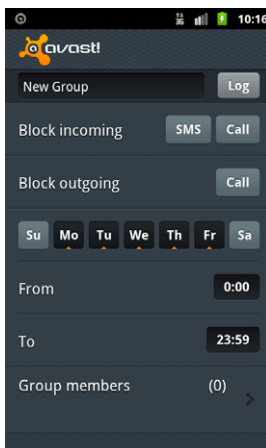 10:16
avast!
New Group Log
Block incoming SMS Call
Block outgoing Call
Su Mo Tu We Th Fr Sa
From 0:00
To 23:59
Group members (0)